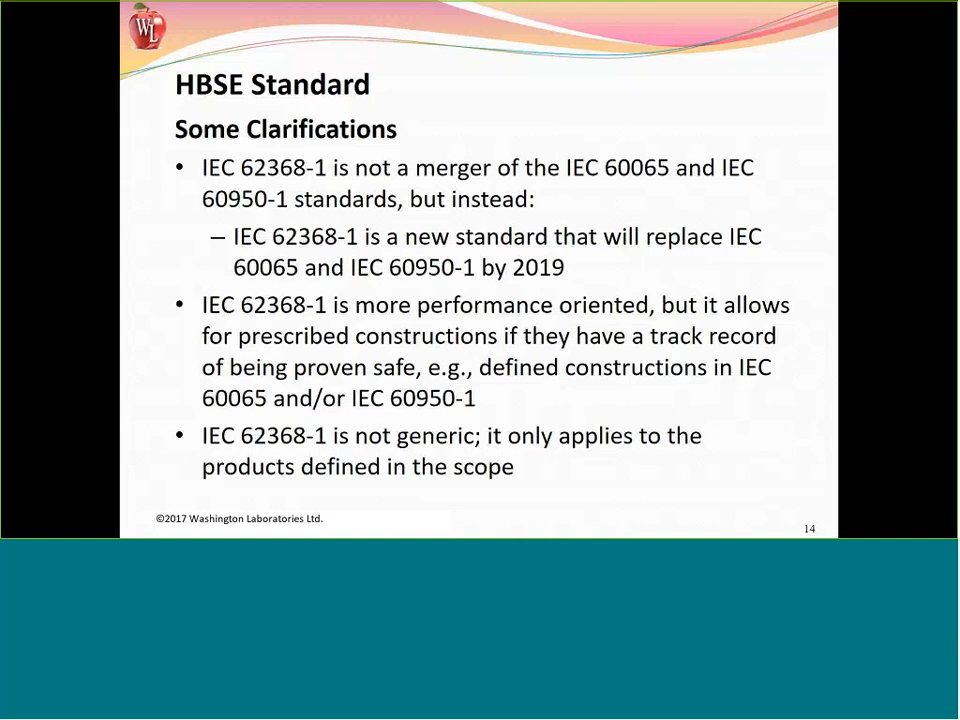 WL
HBSE Standard
Some Clarifications
• IEC 62368-1 is not a merger of the IEC 60065 and IEC
60950-1 standards, but instead:
– IEC 62368-1 is a new standard that will replace IEC
60065 and IEC 60950-1 by 2019
• IEC 62368-1 is more performance oriented, but it allows
for prescribed constructions if they have a track record
of being proven safe, e.g., defined constructions in IEC
60065 and/or IEC 60950-1
• IEC 62368-1 is not generic; it only applies to the
products defined in the scope
©2017 Washington Laboratories Ltd.
14